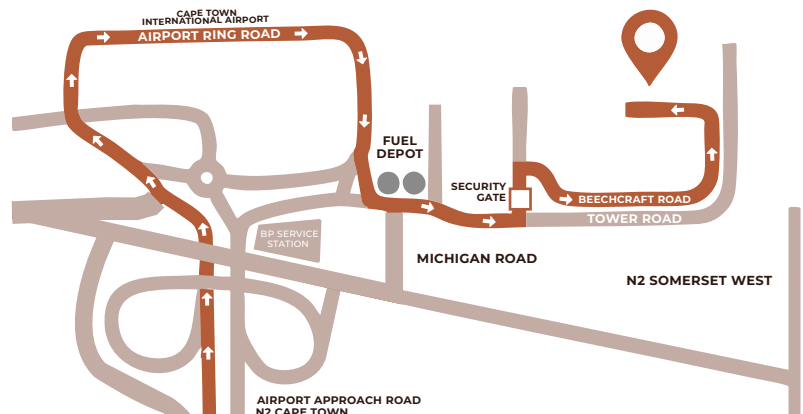 CAPE TOWN
INTERNATIONAL AIRPORT
AIRPORT RING ROAD
FUEL
DEPOT
SECURITY
GATE
BEECHCRAFT ROAD
TOWER ROAD
BP SERVICE
STATION
MICHIGAN ROAD
N2 SOMERSET WEST
AIRPORT APPROACH ROAD
N2 CAPE TOWN